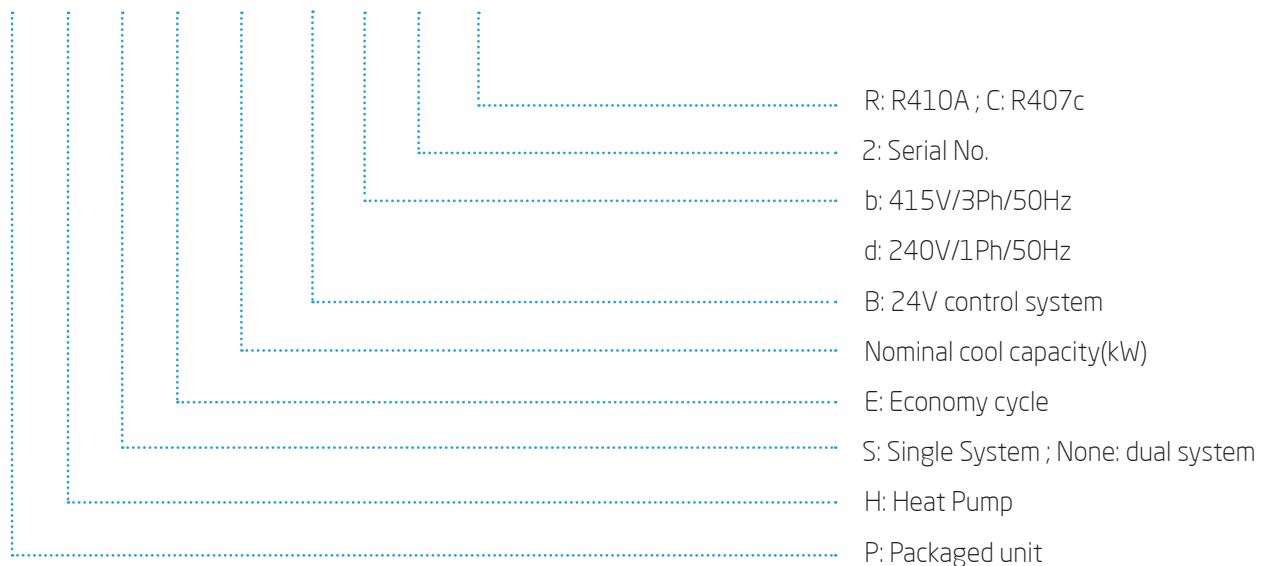 R: R410A ; C: R407c
2: Serial No.
b: 415V/3Ph/50Hz
d: 240V/1Ph/50Hz
B: 24V control system
Nominal cool capacity(kW)
E: Economy cycle
S: Single System ; None: dual system
H: Heat Pump
P: Packaged unit